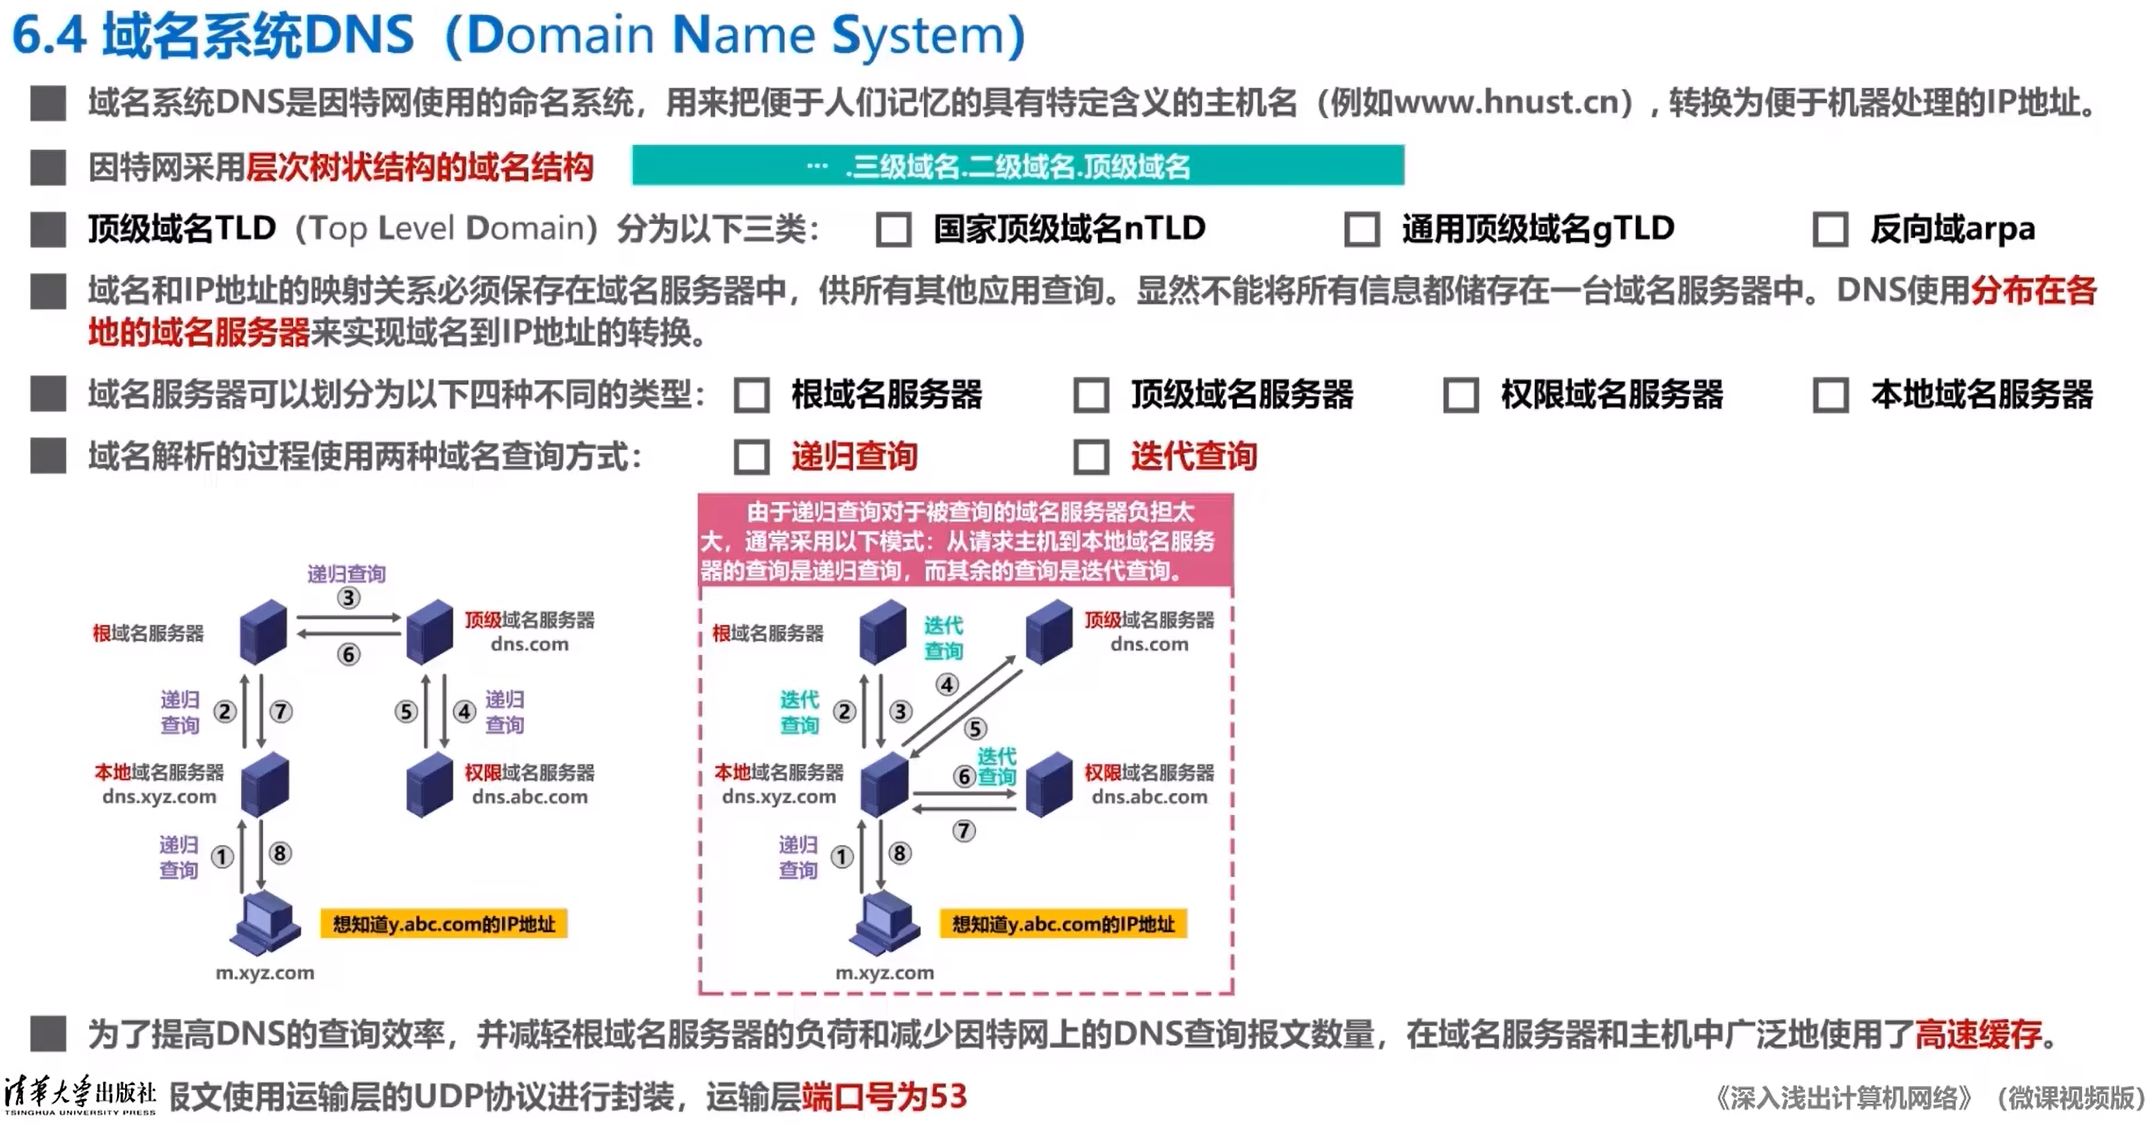 6.4 域名系统DNS（Domain Name System）
域名系统DNS是因特网使用的命名系统，用来把便于人们记忆的具有特定含义的主机名（例如www.hnust.cn）, 转换为便于机器处理的IP地址。
因特网采用层次树状结构的域名结构
… .三级域名.二级域名.顶级域名
顶级域名TLD（Top Level Domain）分为以下三类： 国家顶级域名nTLD 通用顶级域名gTLD 反向域arpa
域名和IP地址的映射关系必须保存在域名服务器中，供所有其他应用查询。显然不能将所有信息都储存在一台域名服务器中。DNS使用分布在各
地的域名服务器来实现域名到IP地址的转换。
域名服务器可以划分为以下四种不同的类型： 根域名服务器 顶级域名服务器 权限域名服务器 本地域名服务器
域名解析的过程使用两种域名查询方式： 递归查询 迭代查询
递归查询
③
根域名服务器
顶级域名服务器
dns.com
⑥
递归
查询
② ⑦
⑤ ④
递归
查询
本地域名服务器
dns.xyz.com
权限域名服务器
dns.abc.com
递归
查询
① ⑧
想知道y.abc.com的IP地址
m.xyz.com
由于递归查询对于被查询的域名服务器负担太
大，通常采用以下模式：从请求主机到本地域名服务
器的查询是递归查询，而其余的查询是迭代查询。
根域名服务器
迭代
查询
顶级域名服务器
dns.com
④
迭代
查询
② ③
⑤
迭代
查询
⑥
本地域名服务器
dns.xyz.com
权限域名服务器
dns.abc.com
⑦
递归
查询
① ⑧
想知道y.abc.com的IP地址
m.xyz.com
为了提高DNS的查询效率，并减轻根域名服务器的负荷和减少因特网上的DNS查询报文数量，在域名服务器和主机中广泛地使用了高速缓存。
清华大学出版社
TSINGHUA UNIVERSITY PRESS
报文使用运输层的UDP协议进行封装，运输层端口号为53
《深入浅出计算机网络》（微课视频版）